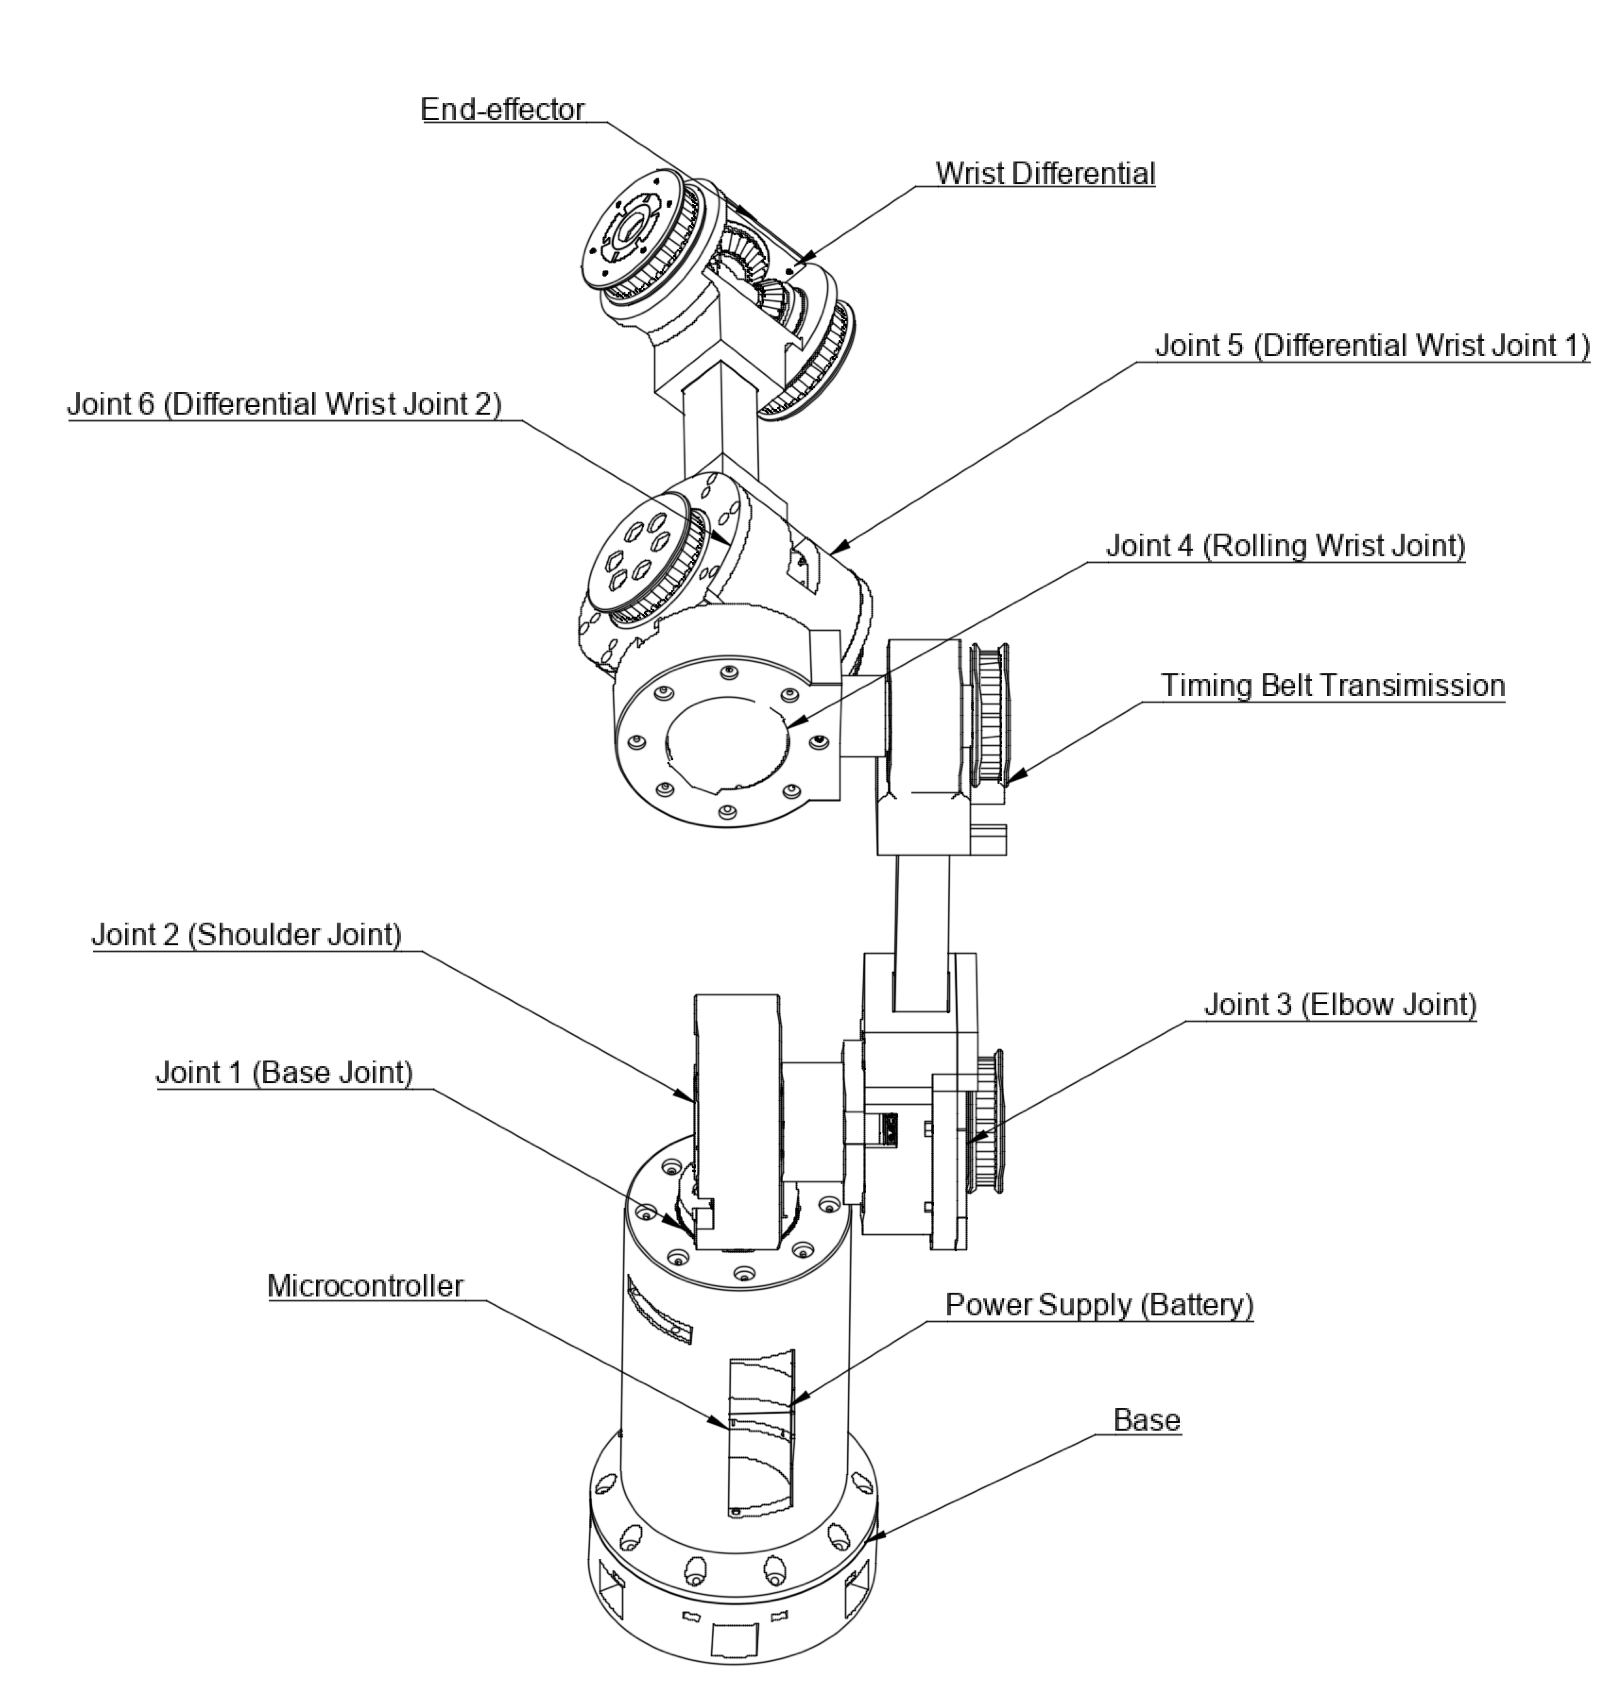 End-effector
Wrist Differential
Joint 5 (Differential Wrist Joint 1)
Joint 6 (Differential Wrist Joint 2)
Joint 4 (Rolling Wrist Joint)
Timing Belt Transimission
Joint 2 (Shoulder Joint)
Joint 3 (Elbow Joint)
Joint 1 (Base Joint)
Microcontroller
Power Supply (Battery)
Base